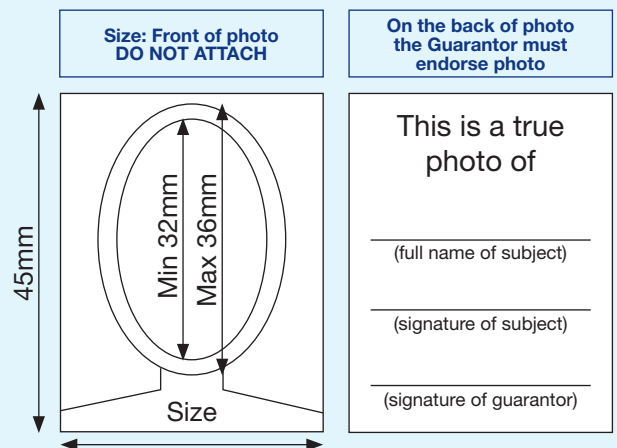 Size: Front of photo
DO NOT ATTACH
On the back of photo
the Guarantor must
endorse photo
45mm
Min 32mm
Max 36mm
Size
This is a true
photo of
(full name of subject)
(signature of subject)
(signature of guarantor)